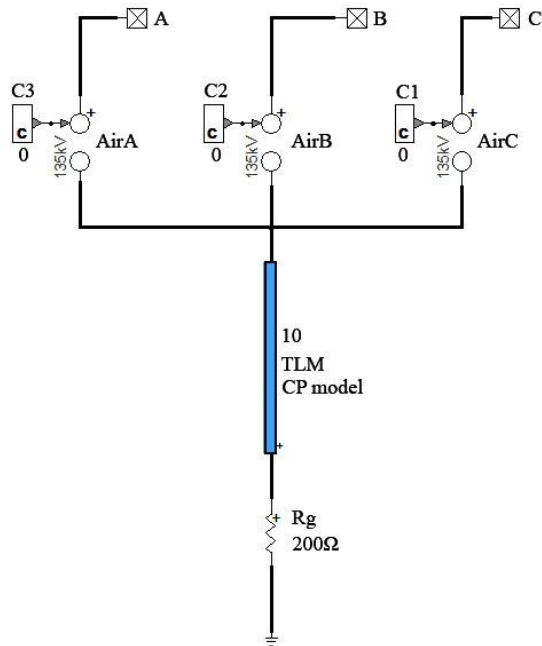 A
B
C
C3
C2
C1
c
c
c
0
0
0
135kV
135kV
135kV
AirA
AirB
AirC
10
TLM
CP model
Rg
200Ω